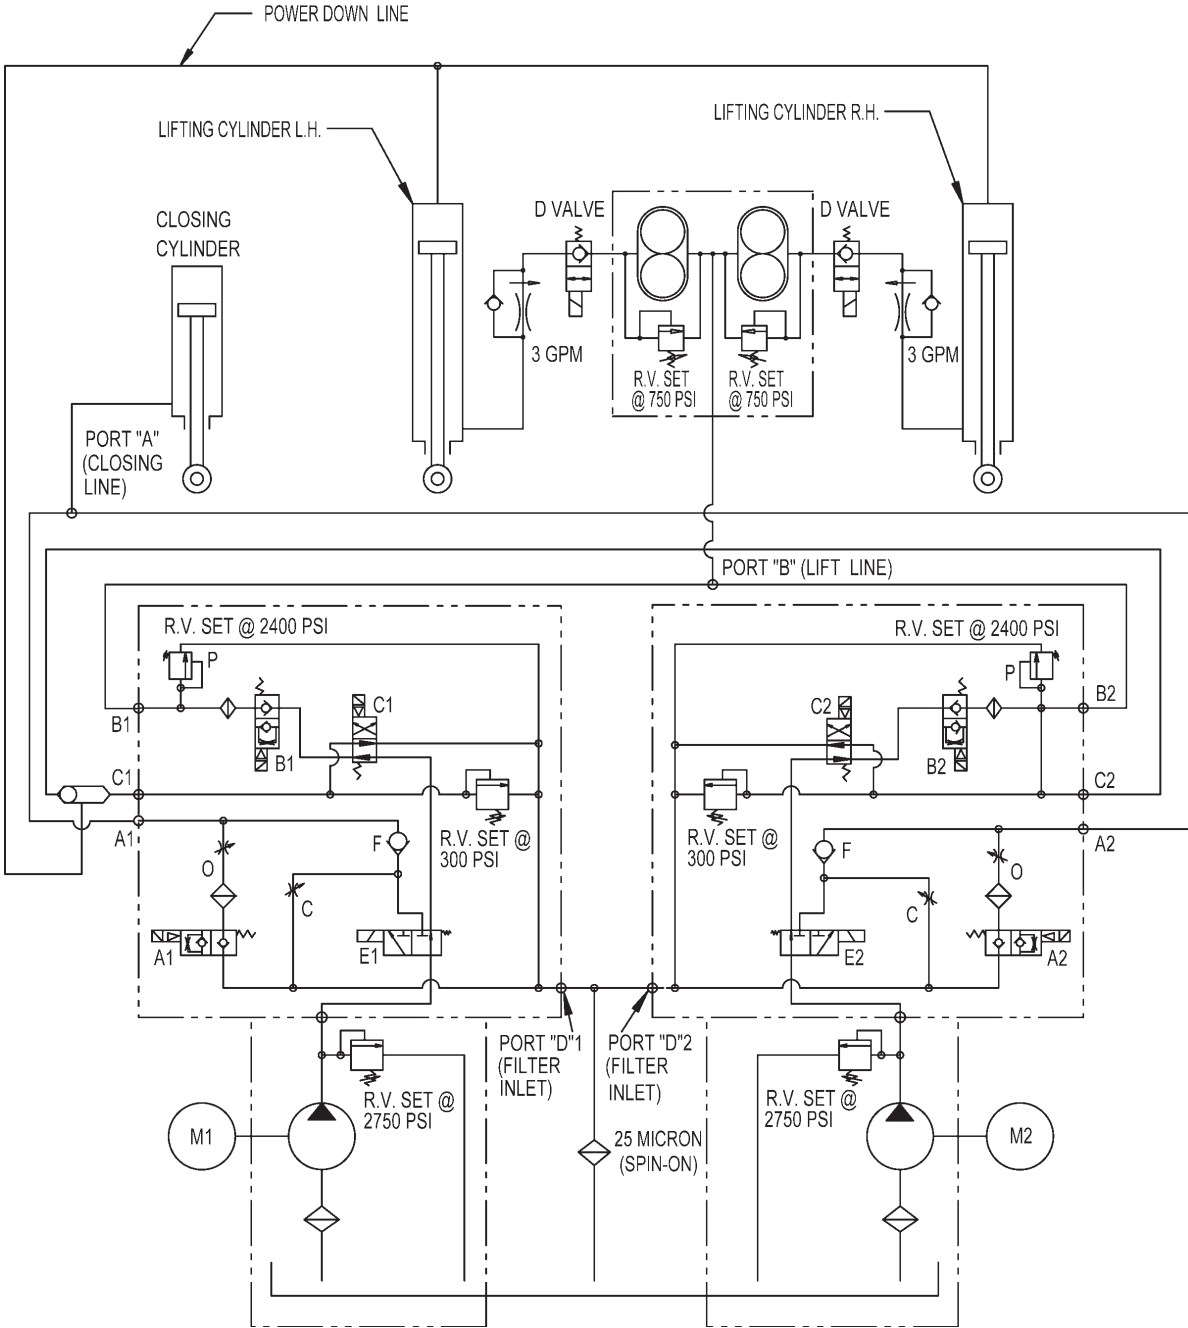 POWER DOWN LINE
LIFTING CYLINDER L.H.
LIFTING CYLINDER R.H.
CLOSING
CYLINDER
D VALVE
D VALVE
3 GPM
3 GPM
R.V. SET
@ 750 PSI
R.V. SET
@ 750 PSI
PORT "A"
(CLOSING
LINE)
PORT "B" (LIFT LINE)
R.V. SET @ 2400 PSI
R.V. SET @ 2400 PSI
P
P
C1
C2
B1
B2
B1
B2
C1
C2
A1
A2
R.V. SET @
300 PSI
R.V. SET @
300 PSI
F
F
O
O
C
C
A1
E1
E2
A2
PORT "D"1
(FILTER
INLET)
PORT "D"2
(FILTER
INLET)
R.V. SET @
2750 PSI
R.V. SET @
2750 PSI
M1
M2
25 MICRON
(SPIN-ON)